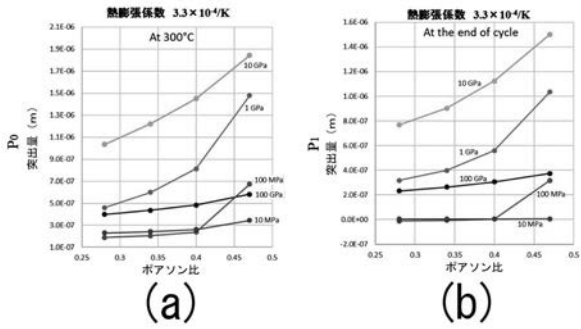 熱膨張係数 3.3×10⁻⁴/K
At 300°C
2.1E-06
1.9E-06
1.7E-06
1.5E-06
1.3E-06
1.1E-06
9.0E-07
7.0E-07
5.0E-07
3.0E-07
1.0E-07
P0
突出量（m）
10 GPa
1 GPa
100 MPa
100 GPa
10 MPa
0.25
0.3
0.35
0.4
0.45
0.5
ポアソン比
(a)
熱膨張係数 3.3×10⁻⁴/K
At the end of cycle
1.6E-06
1.4E-06
1.2E-06
1.0E-06
8.0E-07
6.0E-07
4.0E-07
2.0E-07
0.0E+00
-2.0E-07
P1
突出量（m）
10 GPa
1 GPa
100 GPa
100 MPa
10 MPa
0.25
0.3
0.35
0.4
0.45
0.5
ポアソン比
(b)